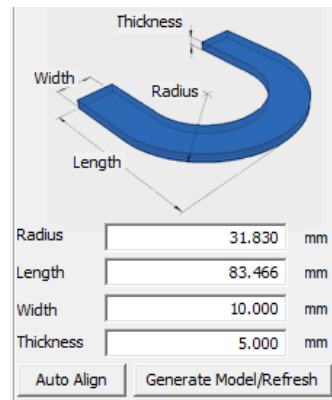 Thickness
Width
Radius
Length
Radius 31.830 mm
Length 83.466 mm
Width 10.000 mm
Thickness 5.000 mm
Auto Align Generate Model/Refresh